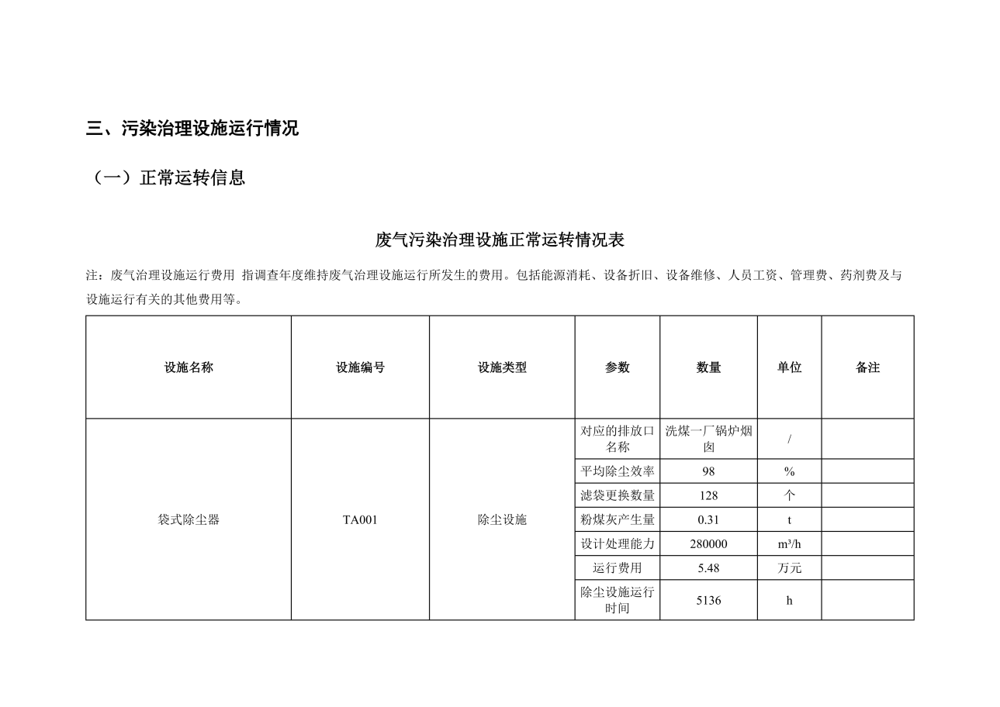 三、污染治理设施运行情况
（一）正常运转信息
废气污染治理设施正常运转情况表
注：废气治理设施运行费用 指调查年度维持废气治理设施运行所发生的费用。包括能源消耗、设备折旧、设备维修、人员工资、管理费、药剂费及与
设施运行有关的其他费用等。
设施名称 设施编号 设施类型 参数 数量 单位 备注
袋式除尘器 TA001 除尘设施
对应的排放口
名称
洗煤一厂锅炉烟
囱
/
平均除尘效率 98 %
滤袋更换数量 128 个
粉煤灰产生量 0.31 t
设计处理能力 280000 m³/h
运行费用 5.48 万元
除尘设施运行
时间
5136 h